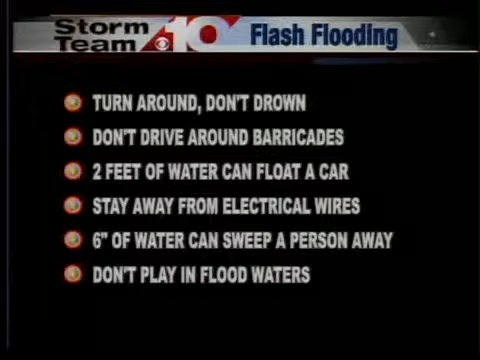 Storm Team 10 Flash Flooding
TURN AROUND, DON'T DROWN
DON'T DRIVE AROUND BARRICADES
2 FEET OF WATER CAN FLOAT A CAR
STAY AWAY FROM ELECTRICAL WIRES
6" OF WATER CAN SWEEP A PERSON AWAY
DON'T PLAY IN FLOOD WATERS